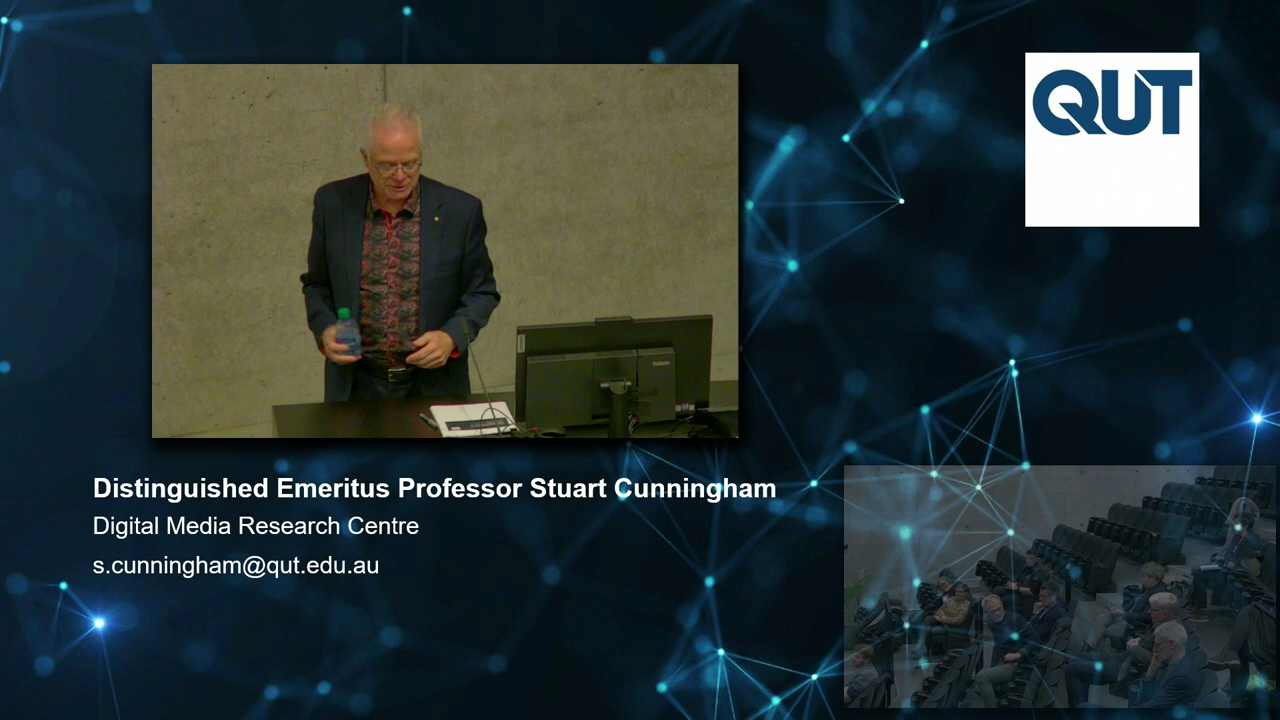 QUT
Distinguished Emeritus Professor Stuart Cunningham
Digital Media Research Centre
s.cunningham@qut.edu.au